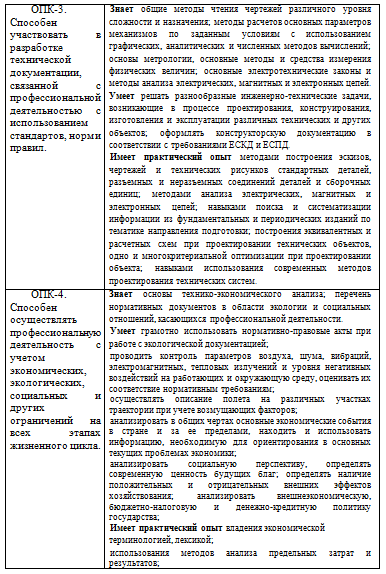 ОПК-3.
Способен
участвовать в
разработке
технической
документации,
связанной с
профессиональной
деятельностью с
использованием
стандартов, норм и
правил.
Знает общие методы чтения чертежей различного уровня
сложности и назначения; методы расчетов основных параметров
механизмов по заданным условиям с использованием
графических, аналитических и численных методов вычислений;
основы метрологии, основные методы и средства измерения
физических величин; основные электротехнические законы и
методы анализа электрических, магнитных и электронных цепей.
Умеет решать разнообразные инженерно-технические задачи,
возникающие в процессе проектирования, конструирования,
изготовления и эксплуатации различных технических и других
объектов; оформлять конструкторскую документацию в
соответствии с требованиями ЕСКД и ЕСПД.
Имеет практический опыт методами построения эскизов,
чертежей и технических рисунков стандартных деталей,
разъемных и неразъемных соединений деталей и сборочных
единиц; методами анализа электрических, магнитных и
электронных цепей; навыками поиска и систематизации
информации из фундаментальных и периодических изданий по
тематике направления подготовки; построения эквивалентных и
расчетных схем при проектировании технических объектов,
одно и многокритериальной оптимизации при проектировании
объекта; навыками использования современных методов
проектирования технических систем.
ОПК-4.
Способен
осуществлять
профессиональную
деятельность с
учетом
экономических,
экологических,
социальных и
других
ограничений на
всех этапах
жизненного цикла.
Знает основы технико-экономического анализа; перечень
нормативных документов в области экологии и социальных
отношений, касающихся профессиональной деятельности.
Умеет грамотно использовать нормативно-правовые акты при
работе с экологической документацией;
проводить контроль параметров воздуха, шума, вибраций,
электромагнитных, тепловых излучений и уровня негативных
воздействий на работающих и окружающую среду, оценивать их
соответствие нормативным требованиям;
осуществлять описание полета на различных участках
траектории при учете возмущающих факторов;
анализировать в общих чертах основные экономические события
в стране и за ее пределами, находить и использовать
информацию, необходимую для ориентирования в основных
текущих проблемах экономики;
анализировать социальную перспективу, определять
современную ценность будущих благ; определять наличие
положительных и отрицательных внешних эффектов
хозяйствования; анализировать внешнеэкономическую,
бюджетно-налоговую и денежно-кредитную политику
государства;
Имеет практический опыт владения экономической
терминологией, лексикой;
использования методов анализа предельных затрат и
результатов;